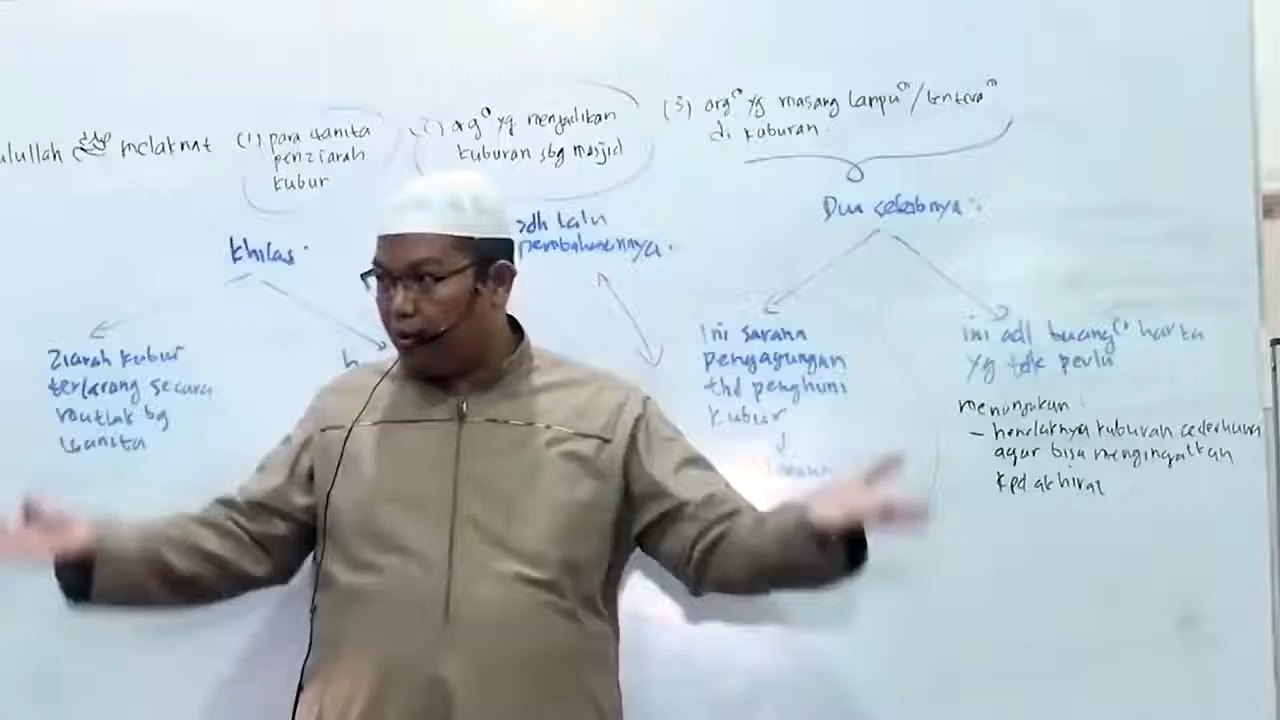 ulullah ﷺ melaknat
(1) para wanita
penziarah
kubur
(2) org² yg menjadikan
kuburan sbg masjid
(3) org² yg masang lampu²/lentera²
di kuburan.
khilaf
Ziarah kubur
terlarang secara
mutlak bg
wanita
sdh lalu
pembahasannya.
Dua sebabnya:
Ini sarana
pengagungan
thd penghuni
kubur
↓
sarana
ini adl buang² harta
yg tdk perlu
menunjukan:
- hendaknya kuburan sederhana
agar bisa mengingatkan
kpd akhirat